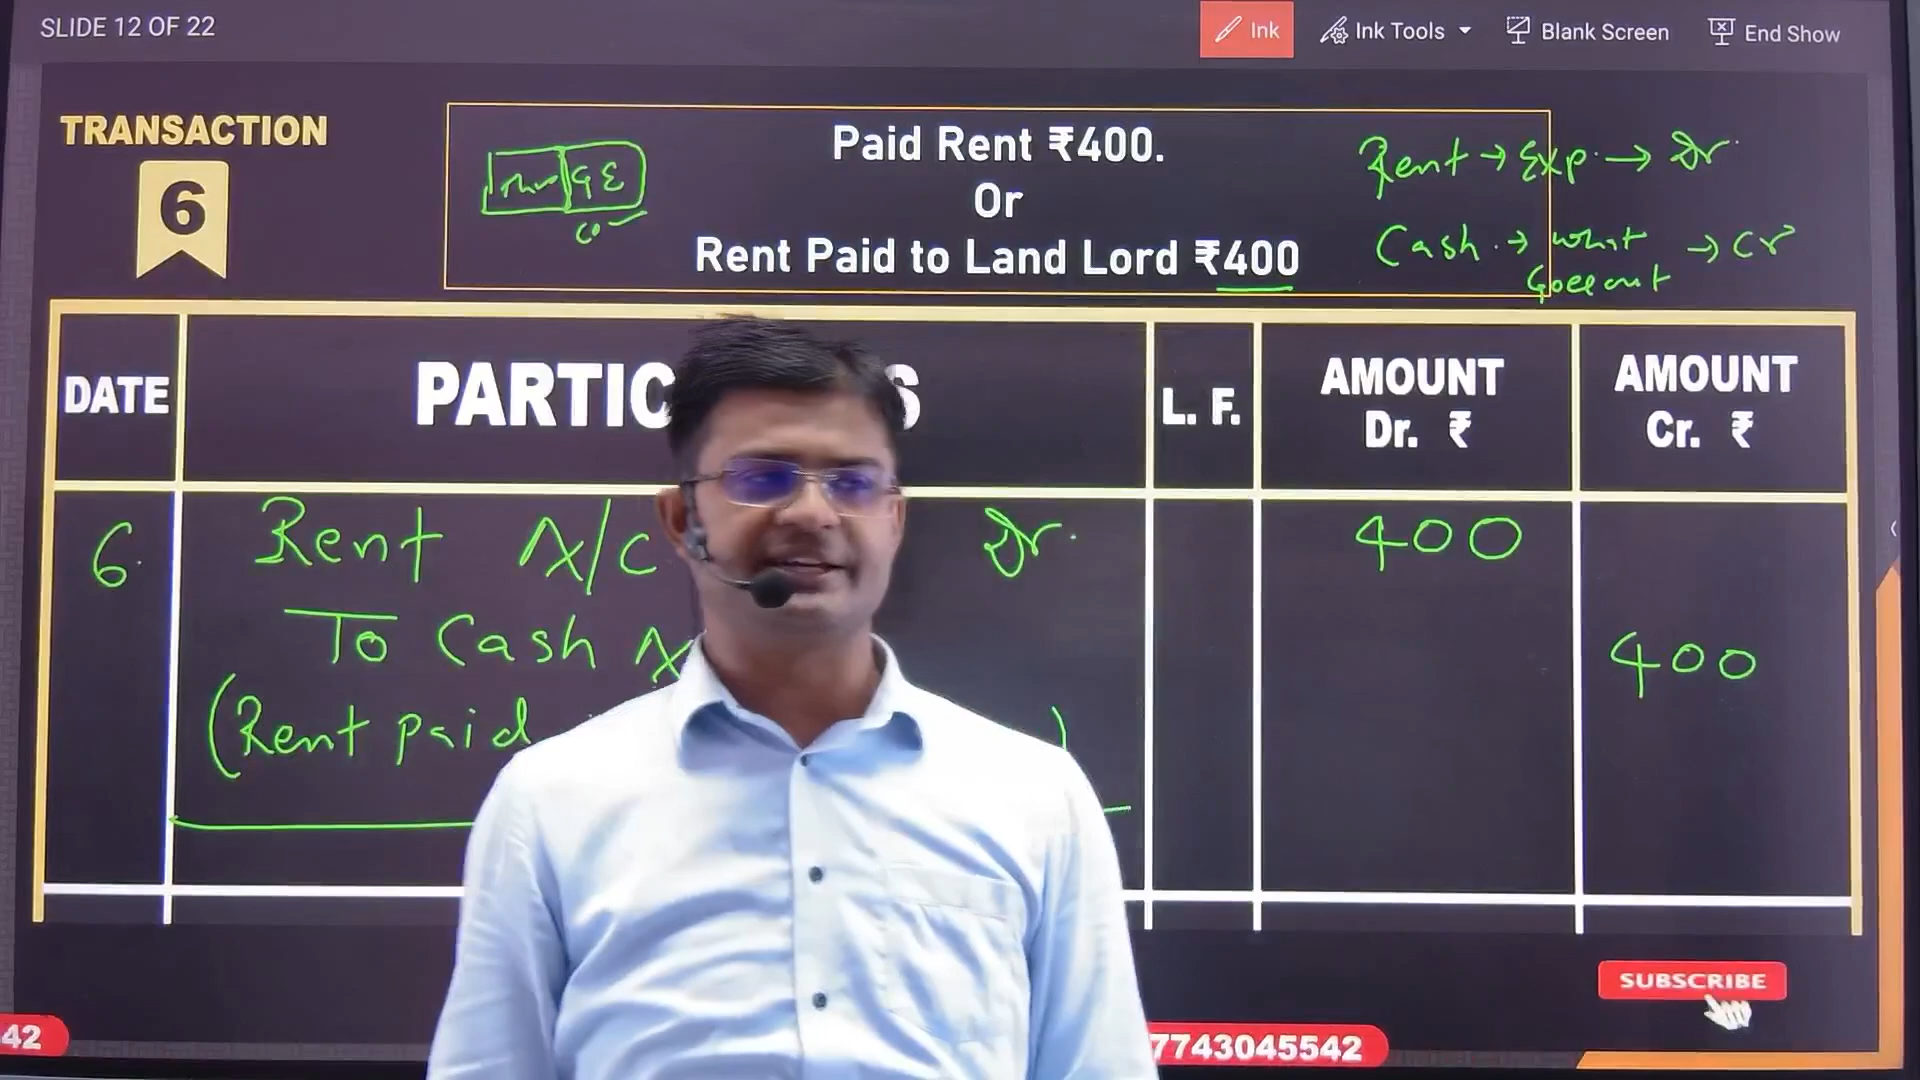 SLIDE 12 OF 22
Ink
Ink Tools
Blank Screen
End Show
TRANSACTION
6
Paid Rent ₹400.
Or
Rent Paid to Land Lord ₹400
G E
Rent → Exp. → Dr.
Cash. → what → Cr
Goes out
DATE
PARTIC S
L. F.
AMOUNT
Dr. ₹
AMOUNT
Cr. ₹
6. Rent A/C Dr. 400
To Cash A 400
(Rent paid )
SUBSCRIBE
42
7743045542